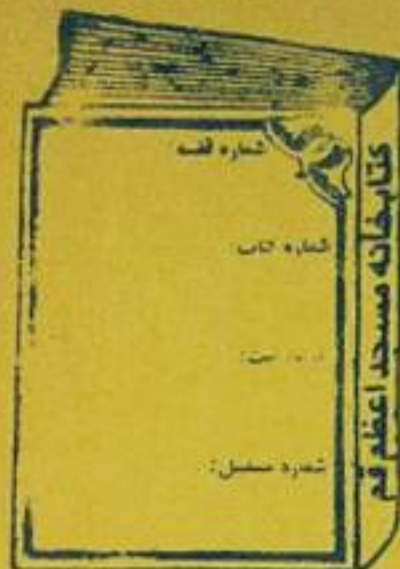 شماره قفسه
شماره کتاب:
شماره مسلسل:
کتابخانه مسجد اعظم قم